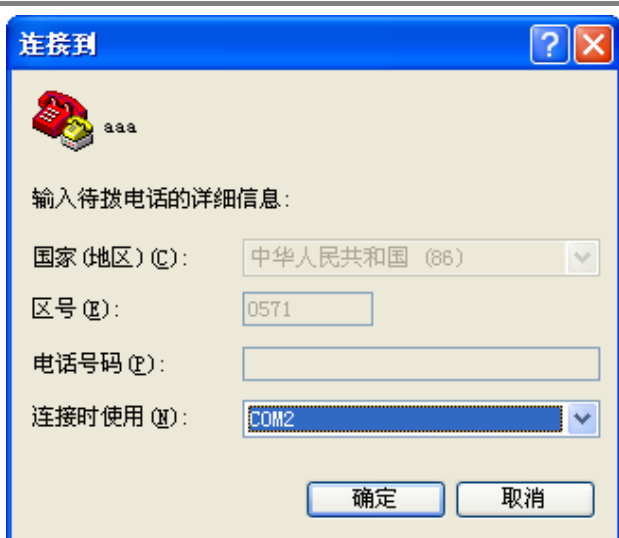 连接到
aaa
输入待拨电话的详细信息:
国家(地区)(C): 中华人民共和国 (86)
区号(E): 0571
电话号码(P):
连接时使用(N): COM2
确定 取消